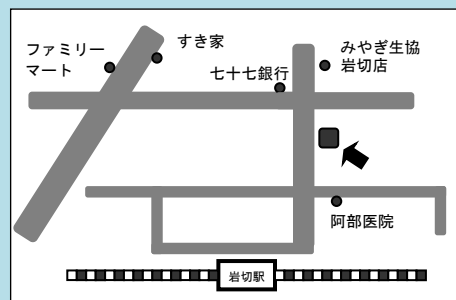 ファミリー
マート
すき家
みやぎ生協
岩切店
七十七銀行
阿部医院
岩切駅